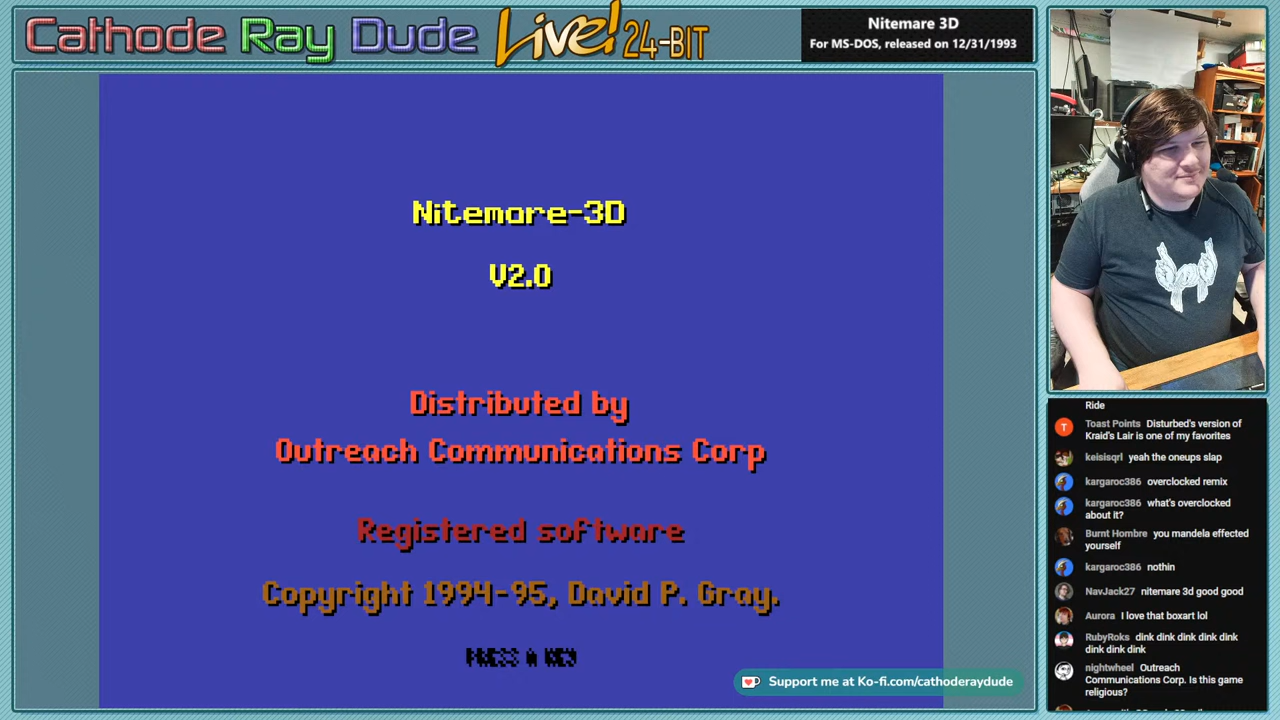 Cathode Ray Dude Live! 24-BIT
Nitemare 3D
For MS-DOS, released on 12/31/1993
Nitemare-3D
V2.0
Distributed by
Outreach Communications Corp
Registered software
Copyright 1994-95, David P. Gray.
PRESS A KEY
Support me at Ko-fi.com/cathoderaydude
Ride
T Toast Points Disturbed's version of
Kraid's Lair is one of my favorites
keisisqrl yeah the oneups slap
kargaroc386 overclocked remix
kargaroc386 what's overclocked
about it?
Burnt Hombre you mandela effected
yourself
kargaroc386 nothin
NavJack27 nitemare 3d good good
Aurora I love that boxart lol
RubyRoks dink dink dink dink dink
dink dink dink
nightwheel Outreach
Communications Corp. Is this game
religious?